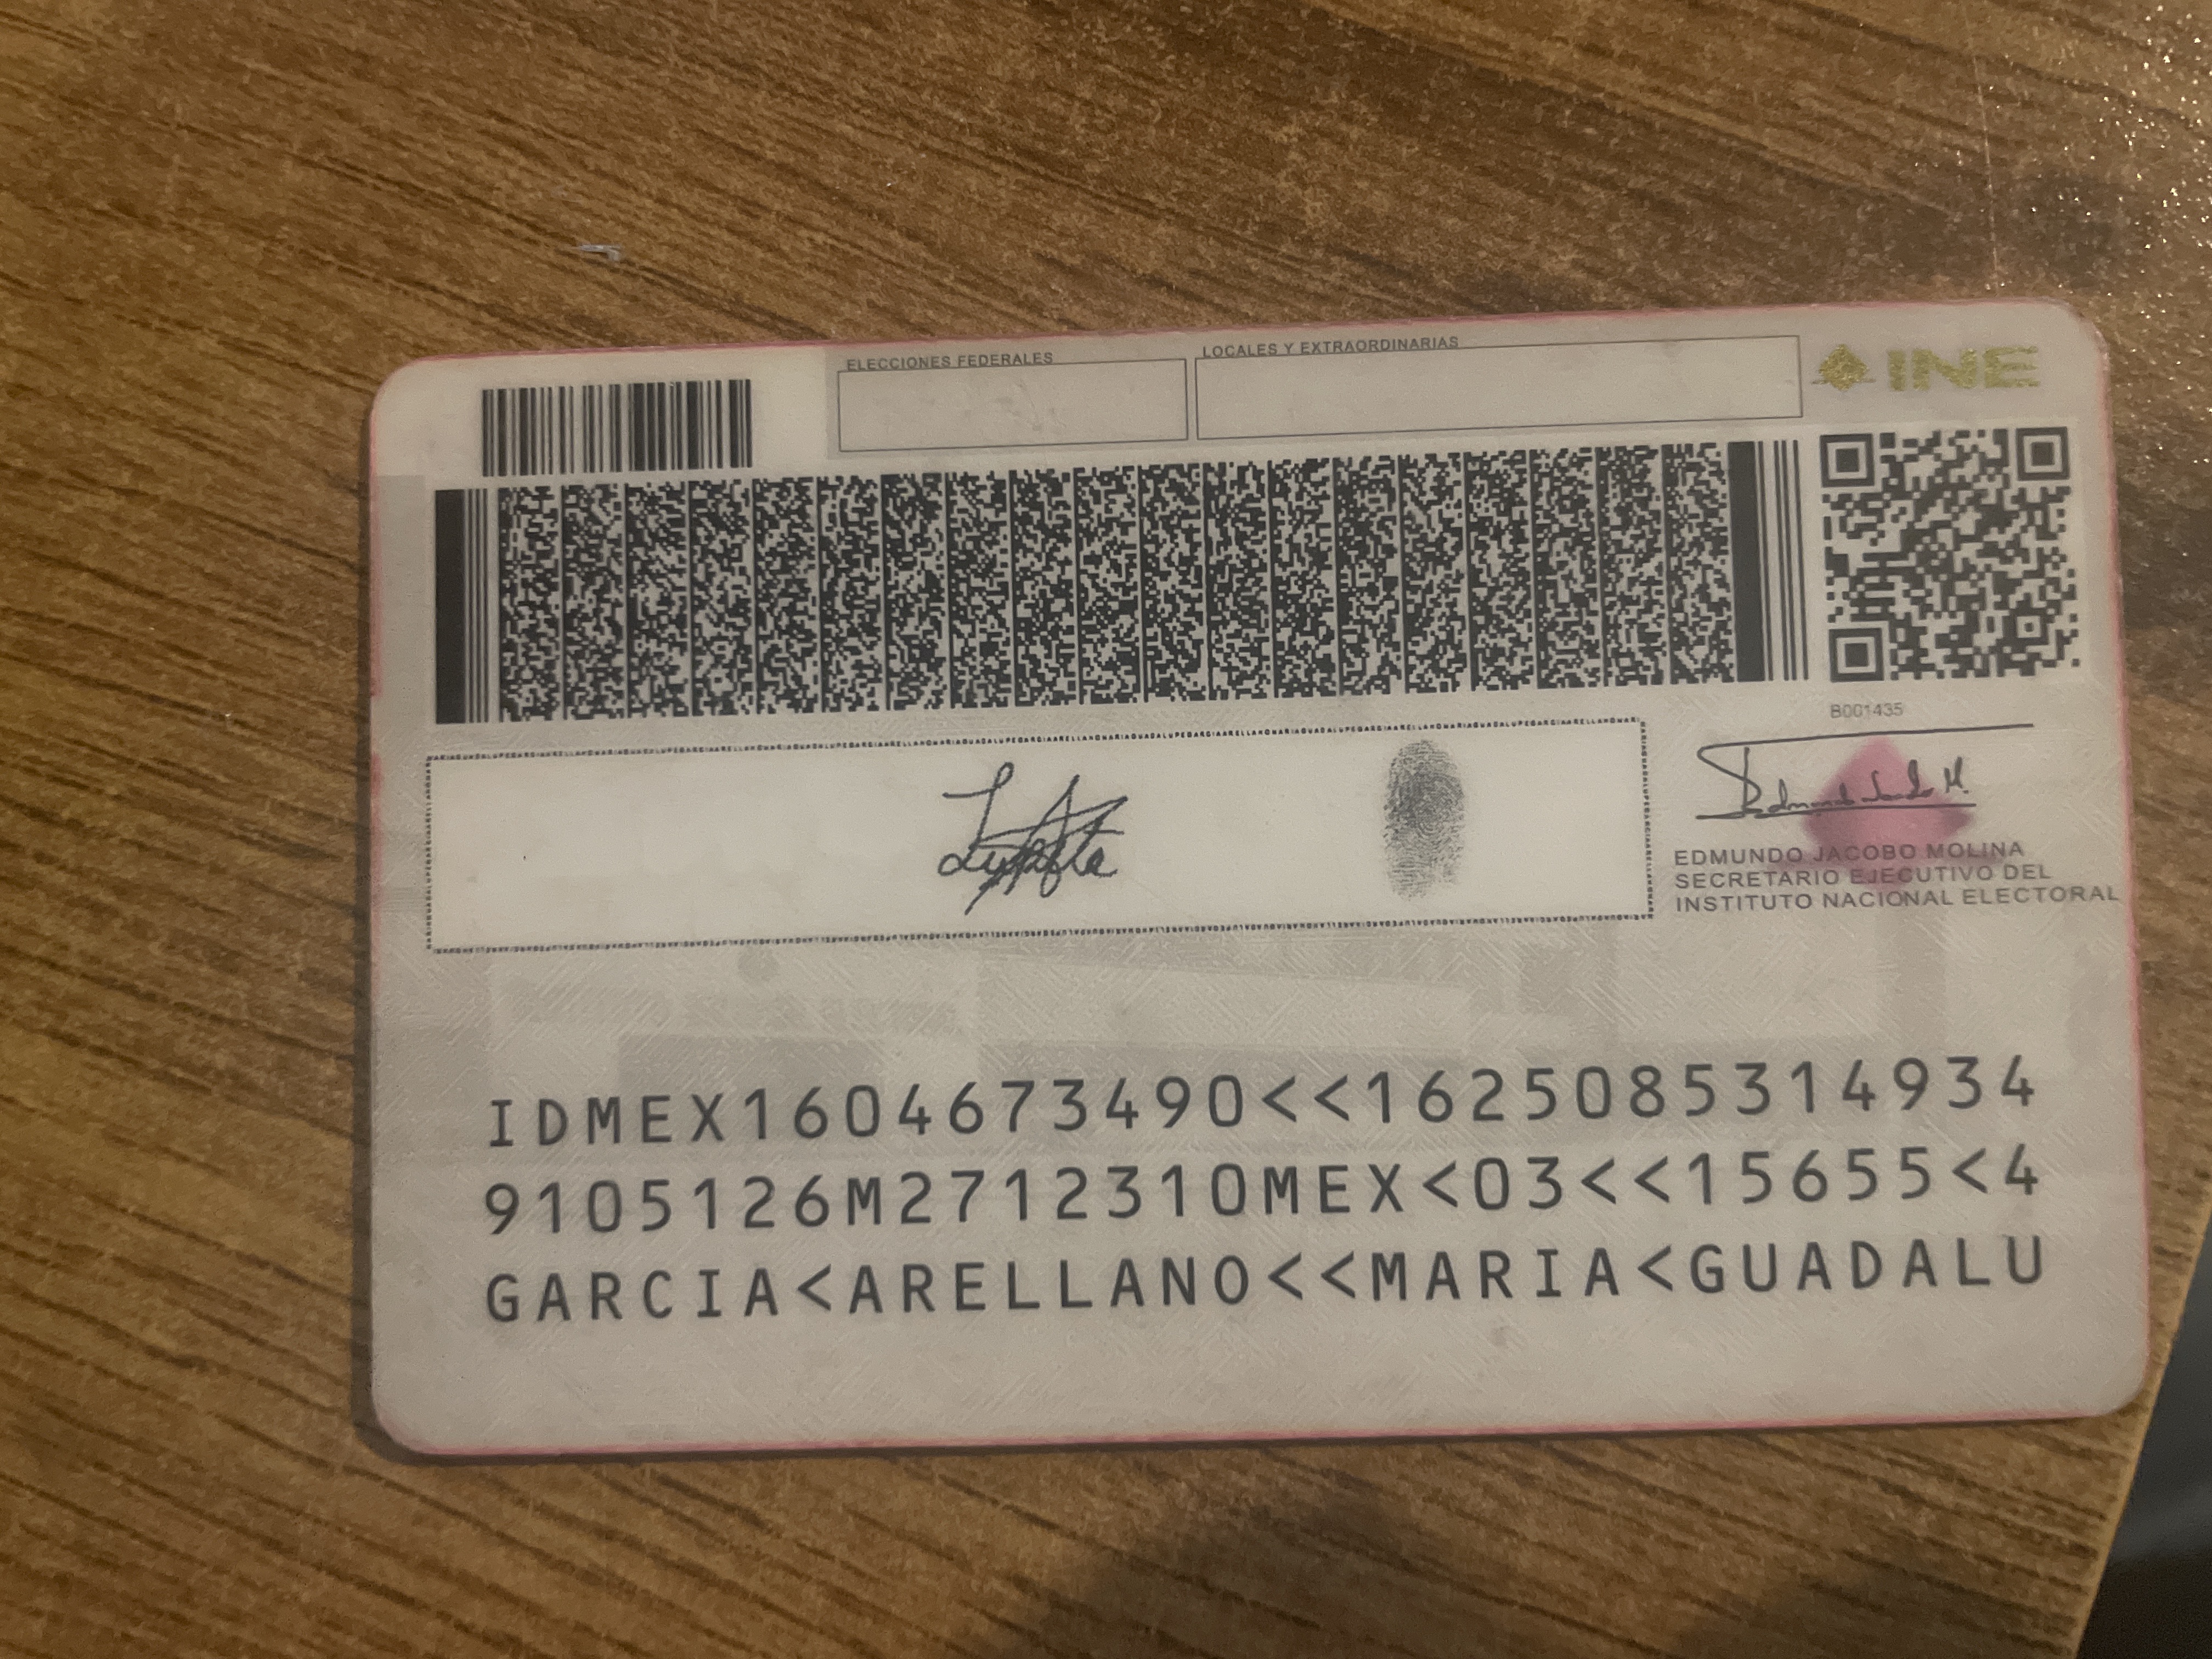 ELECCIONES FEDERALES
LOCALES Y EXTRAORDINARIAS
INE
B001435
EDMUNDO JACOBO MOLINA
SECRETARIO EJECUTIVO DEL
INSTITUTO NACIONAL ELECTORAL
IDMEX1604673490<<1625085314934
9105126M2712310MEX<03<<15655<4
GARCIA<ARELLANO<<MARIA<GUADALU